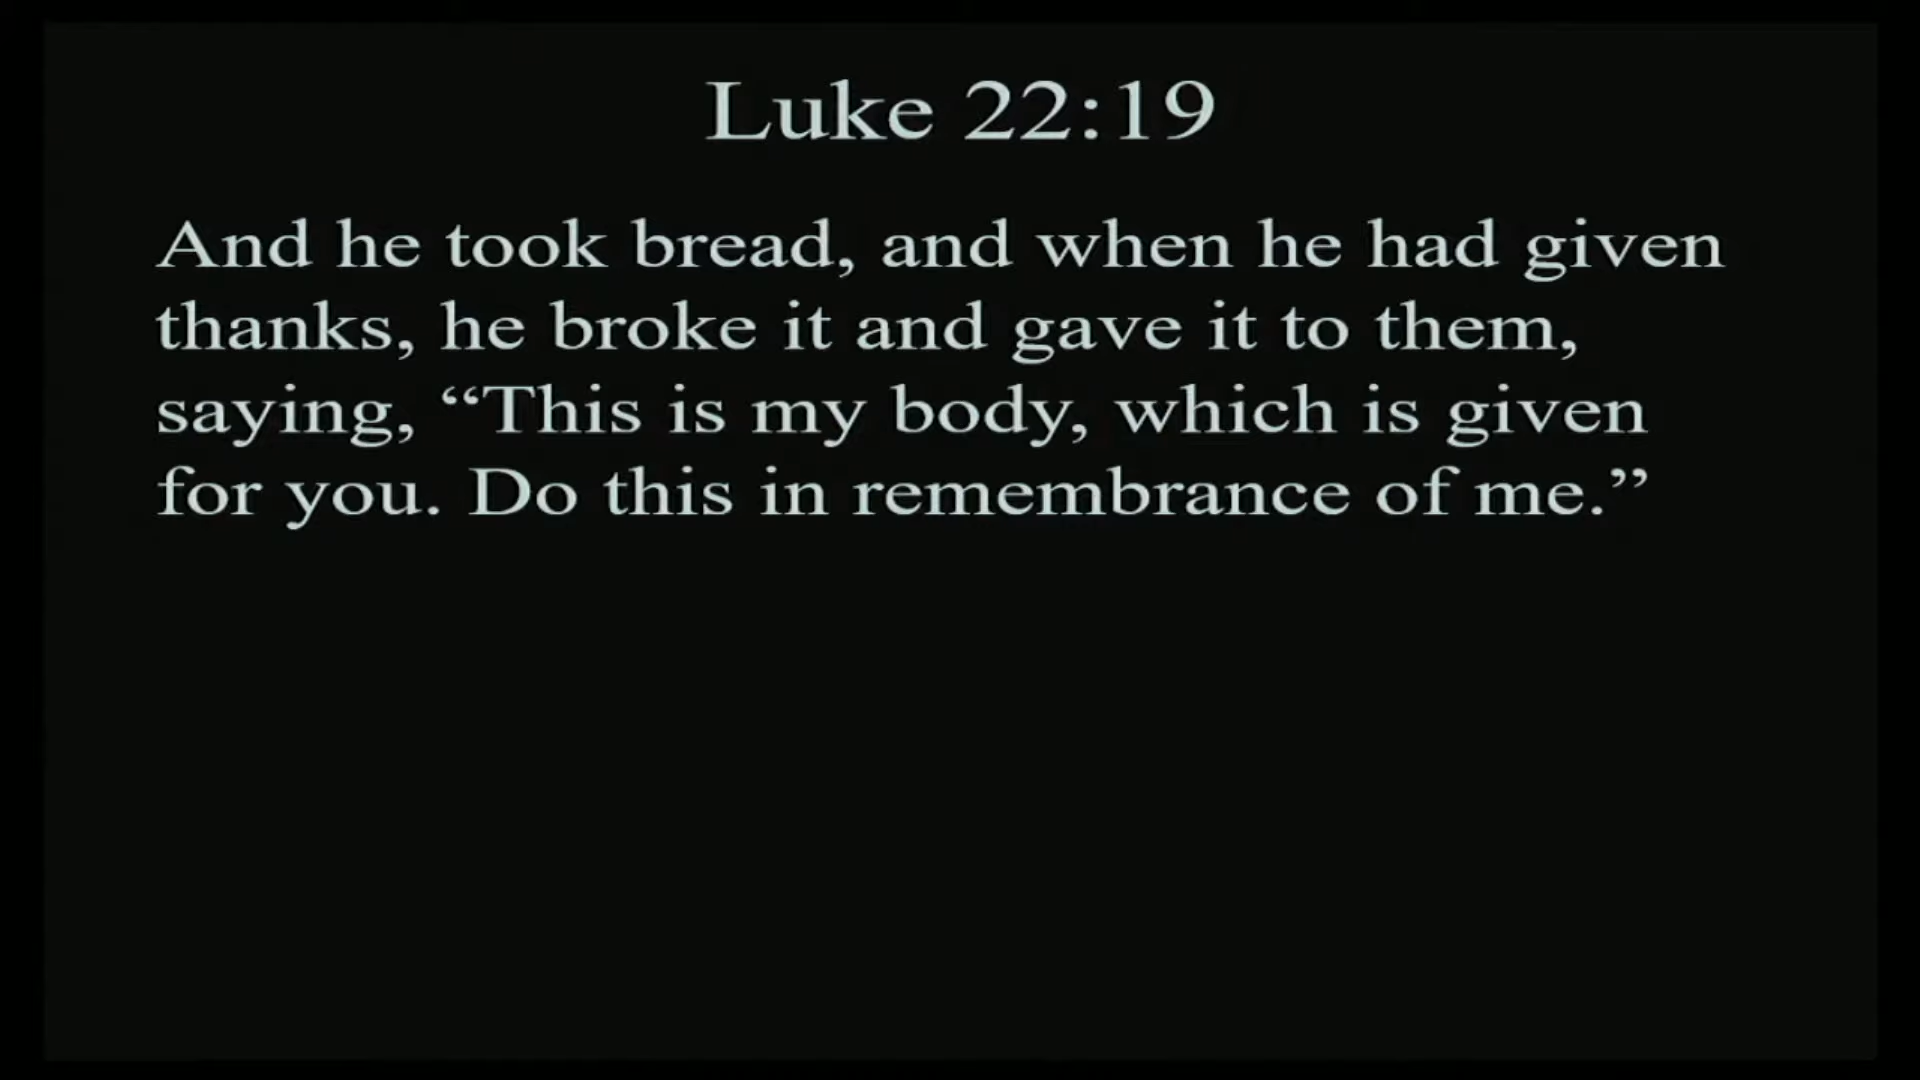 Luke 22:19
And he took bread, and when he had given
thanks, he broke it and gave it to them,
saying, “This is my body, which is given
for you. Do this in remembrance of me.”